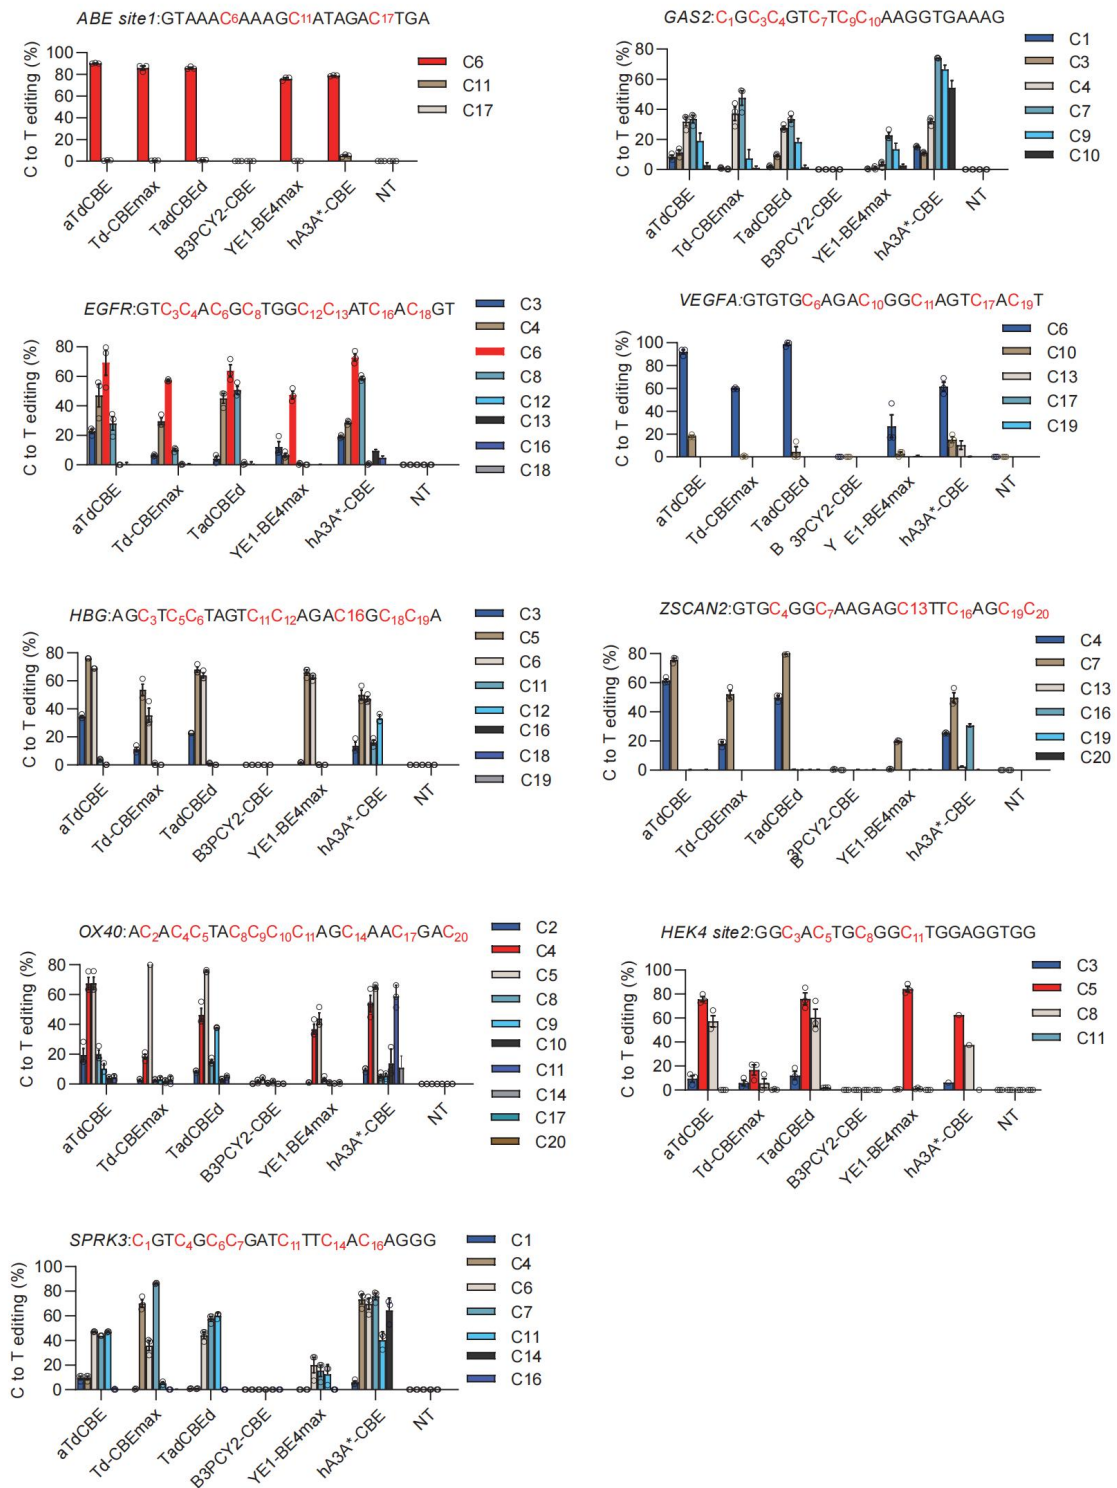 ABE site1:GTAAAC6AAAGC11ATAGAC17TGA
C to T editing (%)
100
80
60
40
20
0
aTdCBE
Td-CBEmax
TadCBEd
B3PCY2-CBE
YE1-BE4max
hA3A*-CBE
NT
C6
C11
C17
GAS2:C1GC3C4GTC7TC9C10AAGGTGAAAG
C to T editing (%)
80
60
40
20
0
aTdCBE
Td-CBEmax
TadCBEd
B3PCY2-CBE
YE1-BE4max
hA3A*-CBE
NT
C1
C3
C4
C7
C9
C10
EGFR:GTC3C4AC6GC8TGGC12C13ATC16AC18GT
C to T editing (%)
80
60
40
20
0
aTdCBE
Td-CBEmax
TadCBEd
YE1-BE4max
hA3A*-CBE
NT
C3
C4
C6
C8
C12
C13
C16
C18
VEGFA:GTGTGC6AGAC10GGC11AGTC17AC19T
C to T editing (%)
100
80
60
40
20
0
aTdCBE
Td-CBEmax
TadCBEd
B 3PCY2-CBE
Y E1-BE4max
hA3A*-CBE
NT
C6
C10
C13
C17
C19
HBG:AGC3TC5C6TAGTC11C12AGAC16GC18C19A
C to T editing (%)
80
60
40
20
0
aTdCBE
Td-CBEmax
TadCBEd
B3PCY2-CBE
YE1-BE4max
hA3A*-CBE
NT
C3
C5
C6
C11
C12
C16
C18
C19
ZSCAN2:GTGC4GGC7AAGAGC13TTC16AGC19C20
C to T editing (%)
80
60
40
20
0
aTdCBE
Td-CBEmax
TadCBEd
B3PCY2-CBE
YE1-BE4max
hA3A*-CBE
NT
C4
C7
C13
C16
C19
C20
OX40:AC2AC4C5TAC8C9C10C11AGC14AAC17GAC20
C to T editing (%)
80
60
40
20
0
aTdCBE
Td-CBEmax
TadCBEd
B3PCY2-CBE
YE1-BE4max
hA3A*-CBE
NT
C2
C4
C5
C8
C9
C10
C11
C14
C17
C20
HEK4 site2:GGC3AC5TGC8GGC11TGGAGGTGG
C to T editing (%)
100
80
60
40
20
0
aTdCBE
Td-CBEmax
TadCBEd
B3PCY2-CBE
YE1-BE4max
hA3A*-CBE
NT
C3
C5
C8
C11
SPRK3:C1GTC4GC6C7GATC11TTC14AC16AGGG
C to T editing (%)
100
80
60
40
20
0
aTdCBE
Td-CBEmax
TadCBEd
B3PCY2-CBE
YE1-BE4max
hA3A*-CBE
NT
C1
C4
C6
C7
C11
C14
C16